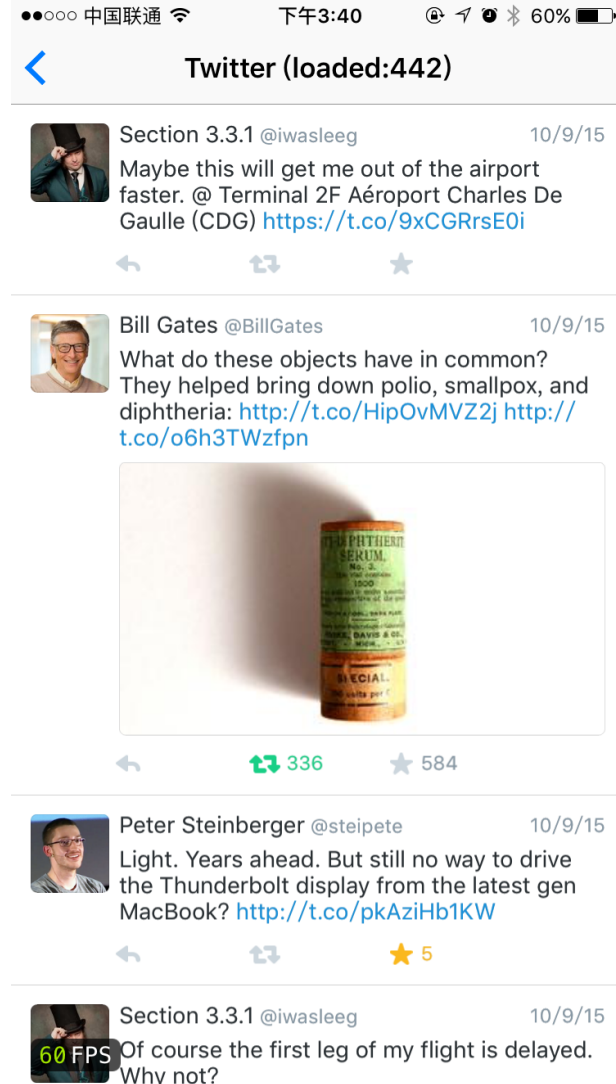 中国联通 下午3:40 60%
Twitter (loaded:442)
Section 3.3.1 @iwasleeg 10/9/15
Maybe this will get me out of the airport
faster. @ Terminal 2F Aéroport Charles De
Gaulle (CDG) https://t.co/9xCGRrsE0i
Bill Gates @BillGates 10/9/15
What do these objects have in common?
They helped bring down polio, smallpox, and
diphtheria: http://t.co/HipOvMVZ2j http://
t.co/o6h3TWzfpn
SERUM.
No. 3.
1500
DAVIS & CO.
MICH.
SPECIAL.
units per
336 584
Peter Steinberger @steipete 10/9/15
Light. Years ahead. But still no way to drive
the Thunderbolt display from the latest gen
MacBook? http://t.co/pkAziHb1KW
5
Section 3.3.1 @iwasleeg 10/9/15
60 FPS Of course the first leg of my flight is delayed.
Why not?